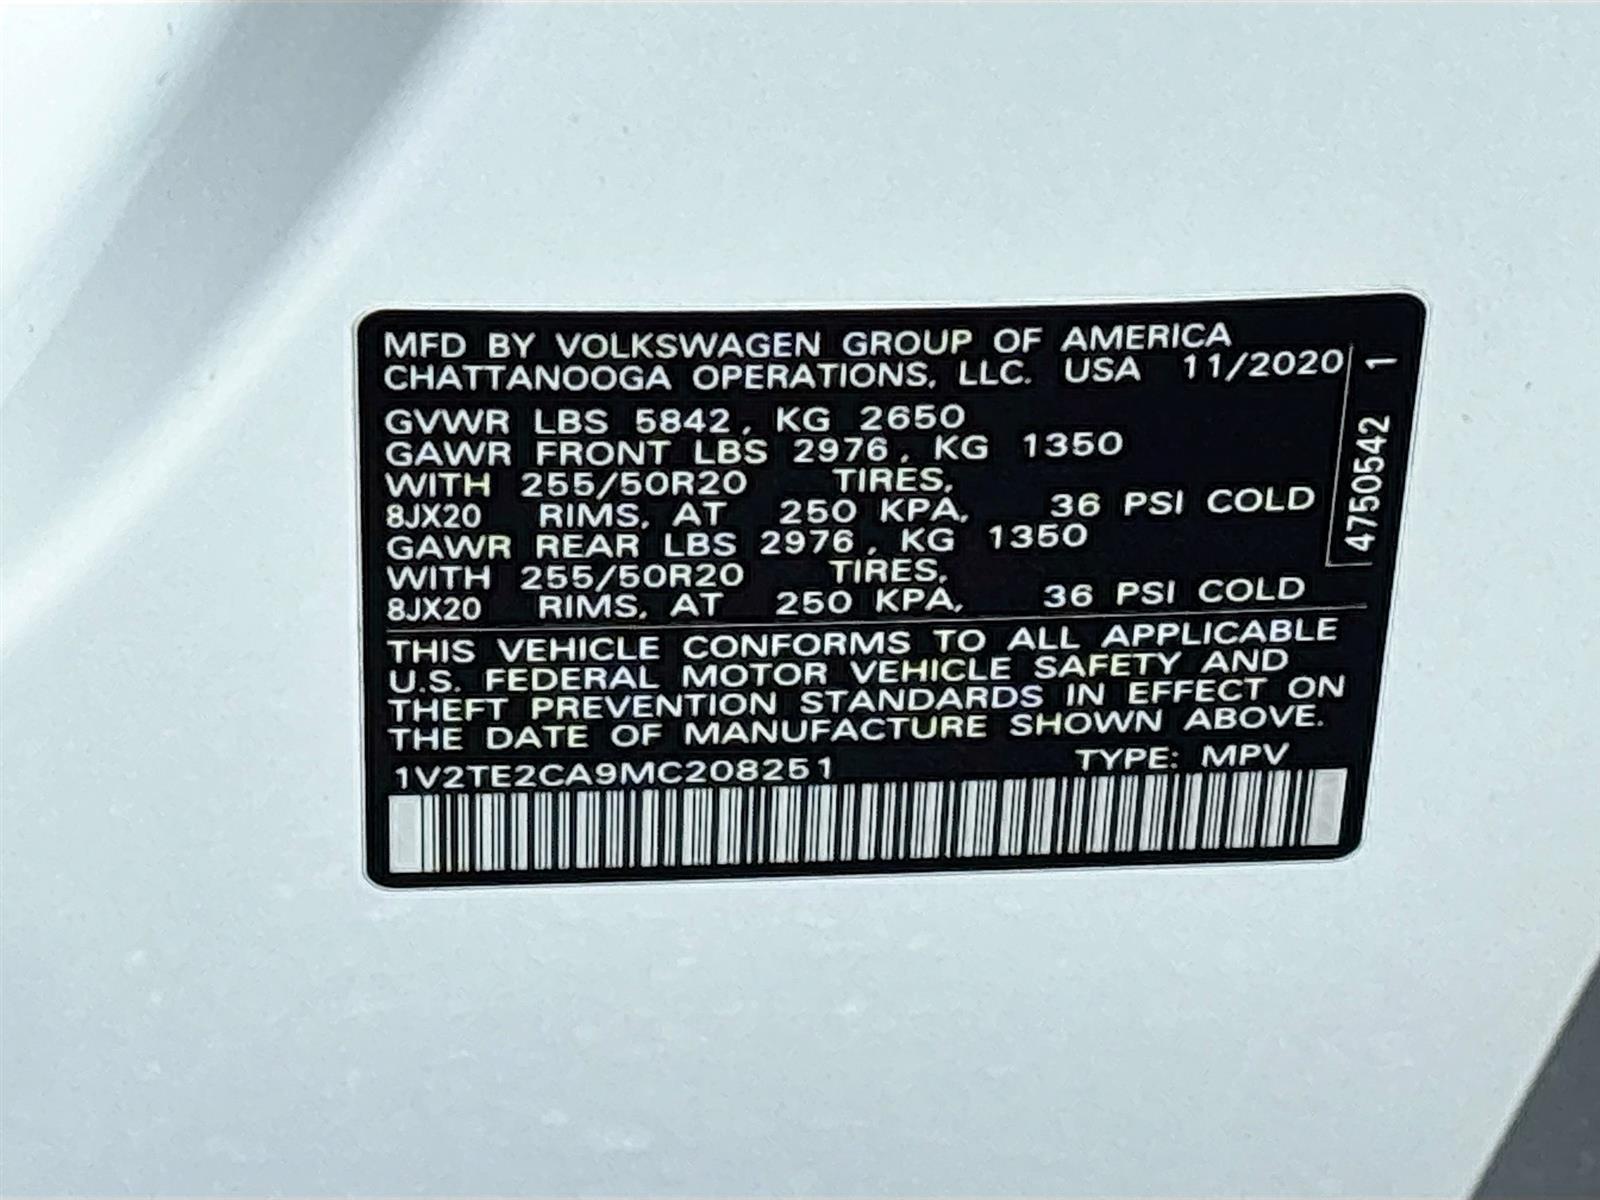 MFD BY VOLKSWAGEN GROUP OF AMERICA
CHATTANOOGA OPERATIONS, LLC. USA 11/2020
GVWR LBS 5842, KG 2650
GAWR FRONT LBS 2976, KG 1350
WITH 255/50R20 TIRES,
8JX20 RIMS, AT 250 KPA, 36 PSI COLD
GAWR REAR LBS 2976, KG 1350
WITH 255/50R20 TIRES,
8JX20 RIMS, AT 250 KPA, 36 PSI COLD
4750542 1
THIS VEHICLE CONFORMS TO ALL APPLICABLE
U.S. FEDERAL MOTOR VEHICLE SAFETY AND
THEFT PREVENTION STANDARDS IN EFFECT ON
THE DATE OF MANUFACTURE SHOWN ABOVE.
1V2TE2CA9MC208251 TYPE: MPV